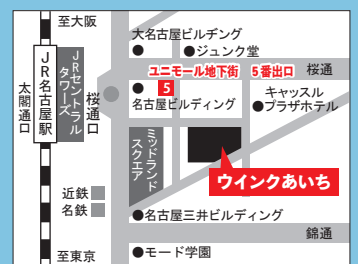 至大阪
大名古屋ビルヂング
●ジュンク堂
ユニモール地下街
5番出口
桜通
5
名古屋ビルディング
キャッスル
●プラザホテル
JR名古屋駅
JRセントラル
タワーズ
太閤通口
桜通口
ミッドランド
スクエア
ウインクあいち
近鉄
名鉄
●名古屋三井ビルディング
錦通
至東京
●モード学園